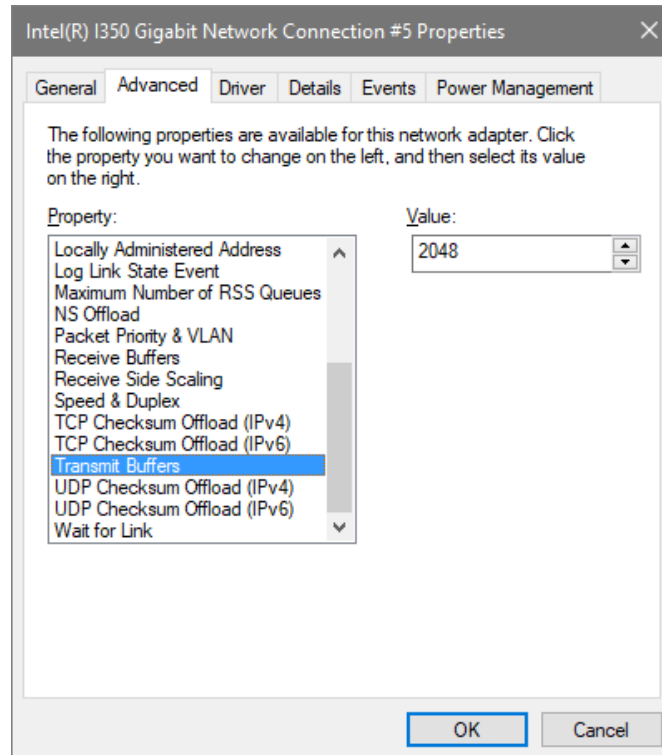 Intel(R) I350 Gigabit Network Connection #5 Properties
General Advanced Driver Details Events Power Management
The following properties are available for this network adapter. Click
the property you want to change on the left, and then select its value
on the right.
Property:
Locally Administered Address
Log Link State Event
Maximum Number of RSS Queues
NS Offload
Packet Priority & VLAN
Receive Buffers
Receive Side Scaling
Speed & Duplex
TCP Checksum Offload (IPv4)
TCP Checksum Offload (IPv6)
Transmit Buffers
UDP Checksum Offload (IPv4)
UDP Checksum Offload (IPv6)
Wait for Link
Value:
2048
OK Cancel